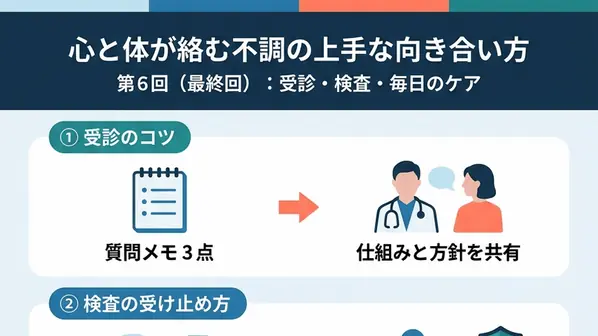 心と体が絡む不調の上手な向き合い方
第6回（最終回）：受診・検査・毎日のケア
① 受診のコツ
質問メモ3点
仕組みと方針を共有
② 検査の受け止め方